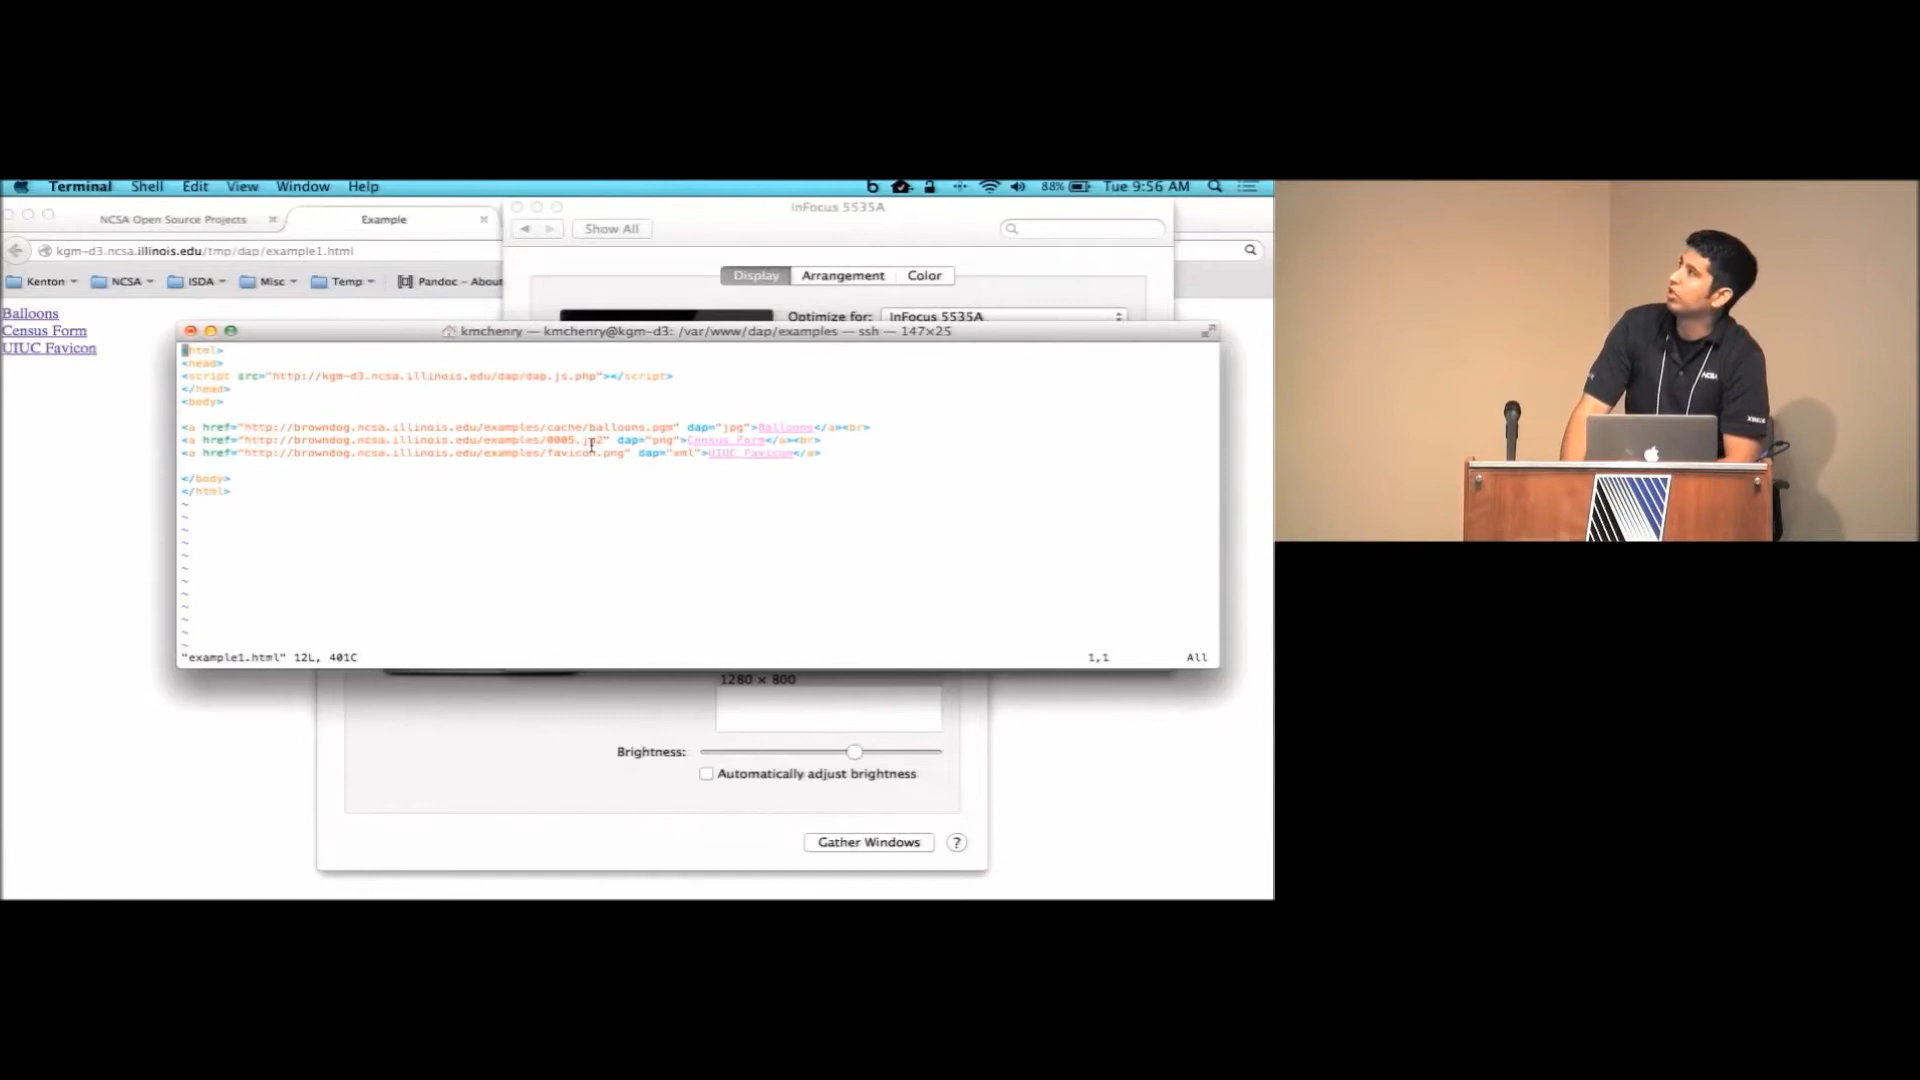 Terminal Shell Edit View Window Help 88% Tue 9:56 AM
InFocus 5535A
NCSA Open Source Projects Example
Show All
kgm-d3.ncsa.illinois.edu/tmp/dap/example1.html
Display Arrangement Color
Kenton NCSA ISDA Misc Temp Pandoc - About
Balloons
Optimize for: InFocus 5535A
Census Form
kmchenry — kmchenry@kgm-d3: /var/www/dap/examples — ssh — 147×25
UIUC Favicon
<html>
<head>
<script src="http://kgm-d3.ncsa.illinois.edu/dap/dap.js.php"></script>
</head>
<body>
<a href="http://browndog.ncsa.illinois.edu/examples/cache/balloons.pgm" dap="jpg">Balloons</a><br>
<a href="http://browndog.ncsa.illinois.edu/examples/0005.jp2" dap="png">Census Form</a><br>
<a href="http://browndog.ncsa.illinois.edu/examples/favicon.png" dap="xml">UIUC Favicon</a>
</body>
</html>
~
~
~
~
~
~
~
~
~
~
~
~
"example1.html" 12L, 401C 1,1 All
1280 × 800
Brightness:
Automatically adjust brightness
Gather Windows ?
NCSA